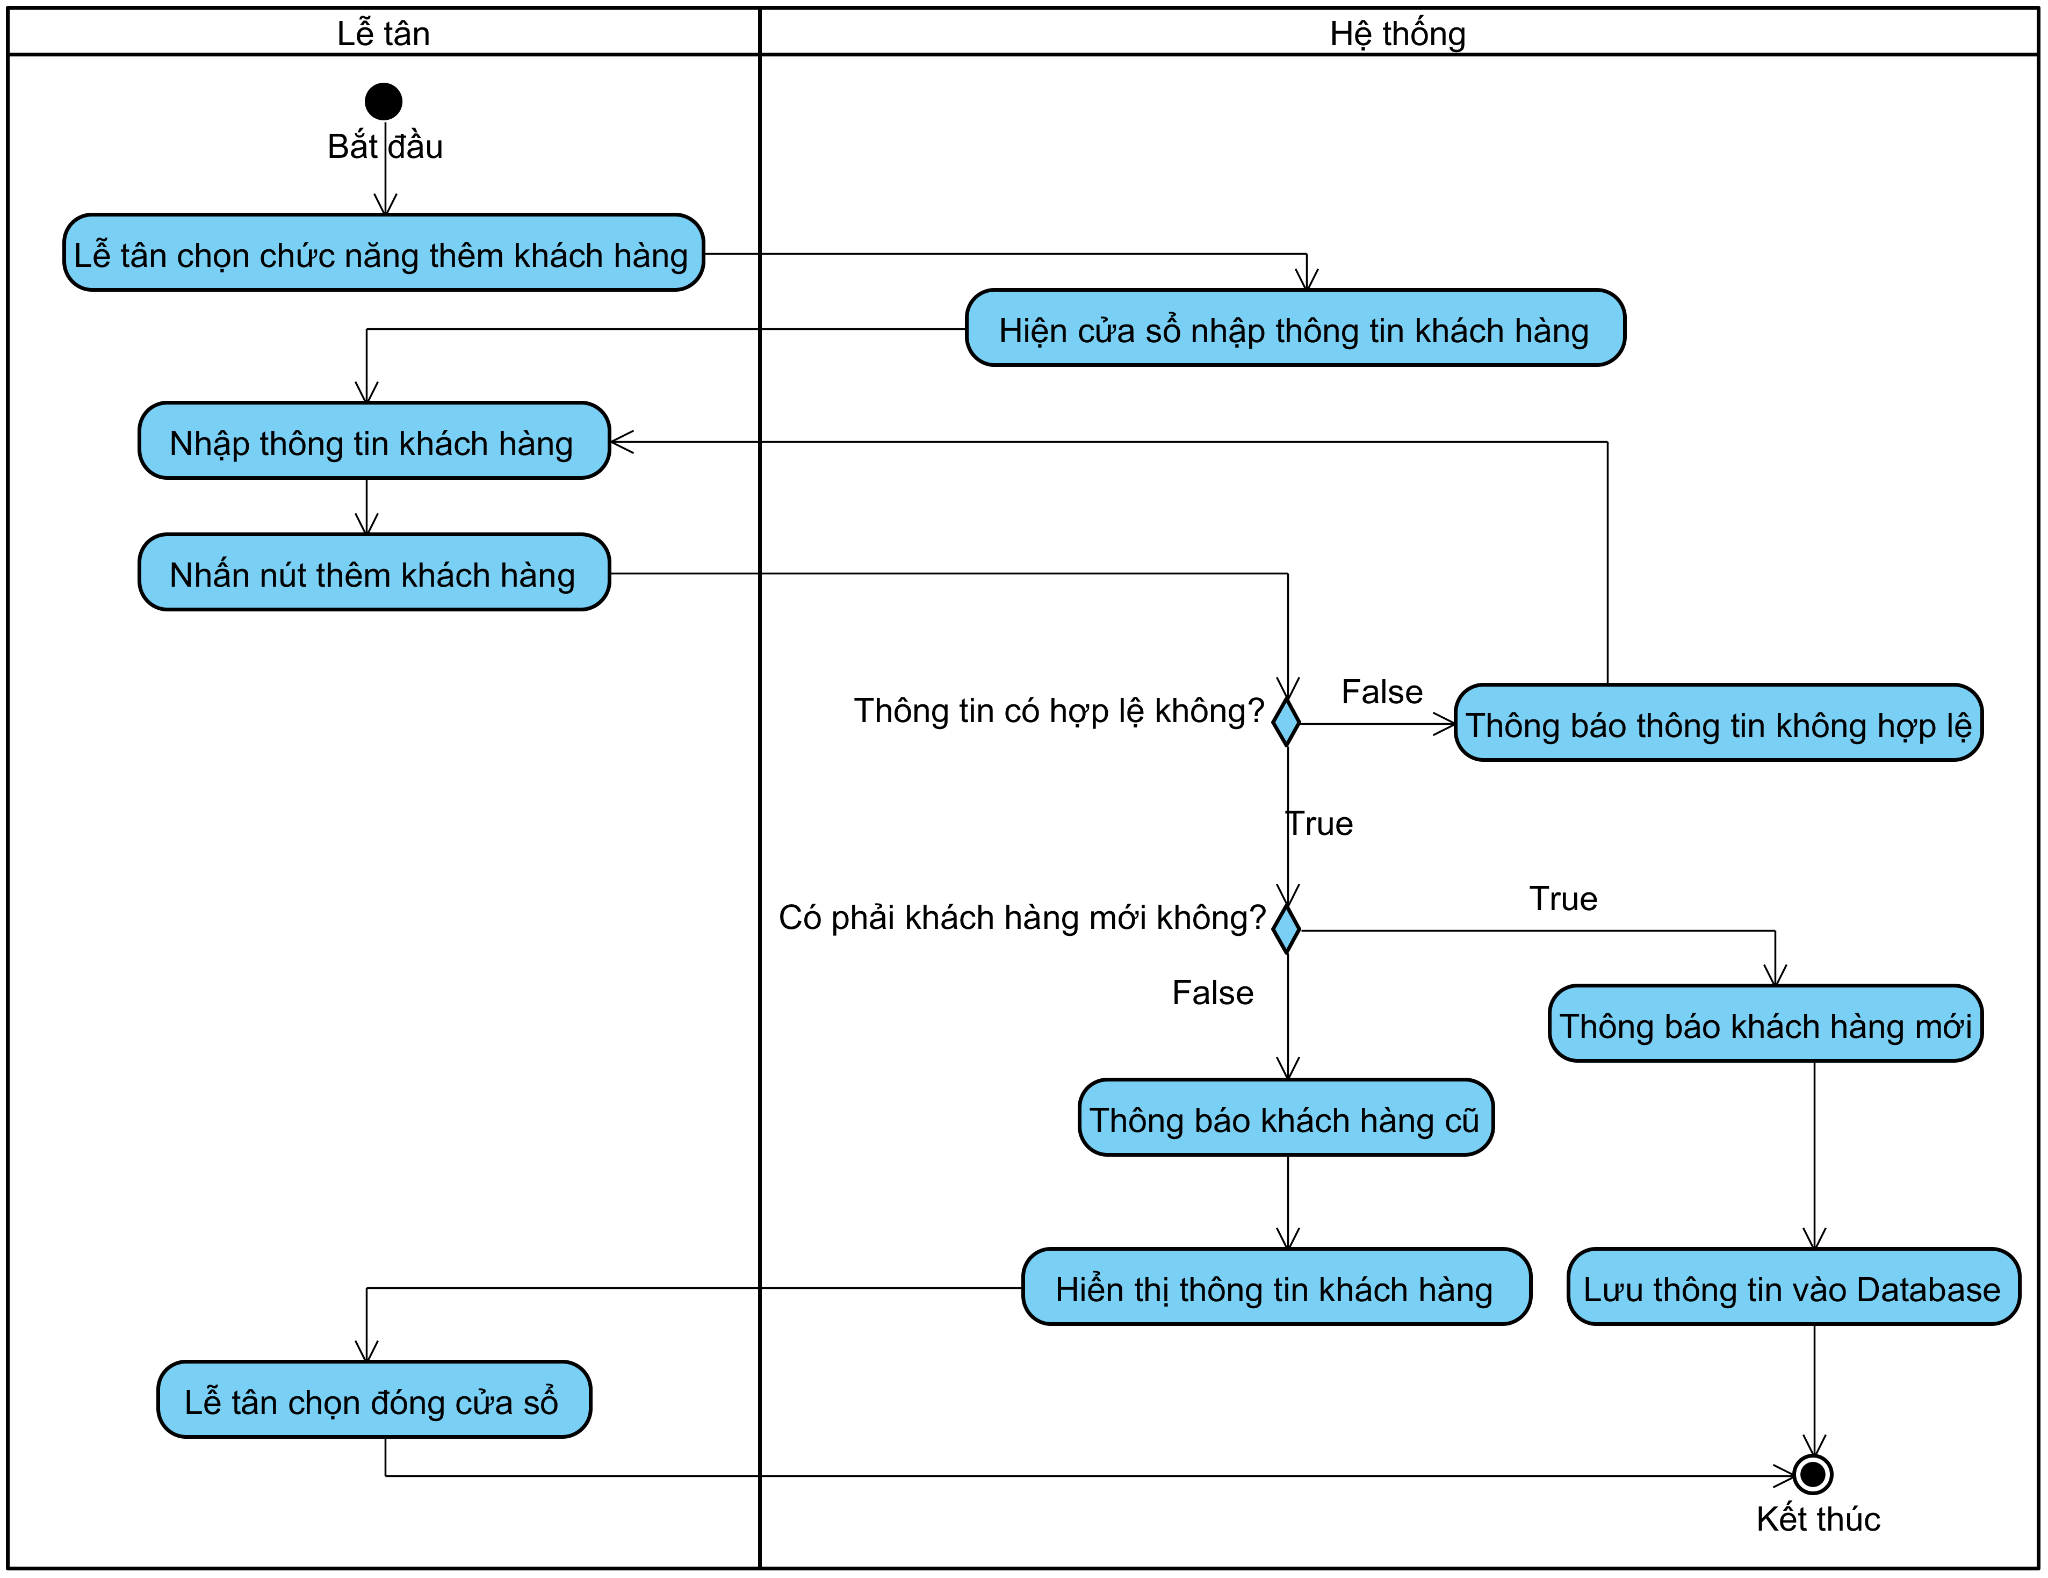 Lễ tân
Hệ thống
Bắt đầu
Lễ tân chọn chức năng thêm khách hàng
Hiện cửa sổ nhập thông tin khách hàng
Nhập thông tin khách hàng
Nhấn nút thêm khách hàng
Thông tin có hợp lệ không?
False
Thông báo thông tin không hợp lệ
True
Có phải khách hàng mới không?
True
False
Thông báo khách hàng mới
Thông báo khách hàng cũ
Hiển thị thông tin khách hàng
Lưu thông tin vào Database
Lễ tân chọn đóng cửa sổ
Kết thúc